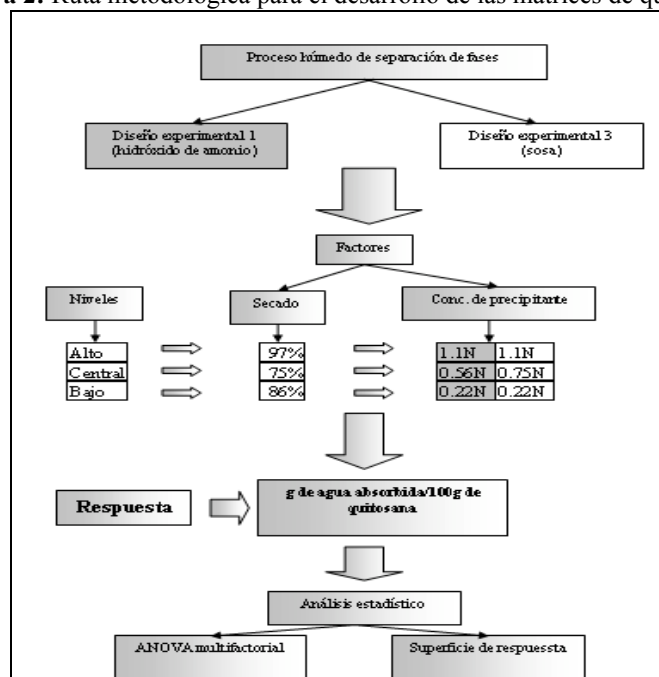 a 2. Ruta metodológica para el desarrollo de las matrices de qu
Proceso húmedo de separación de fases
Diseño experimental 1
(hidróxido de amonio)
Diseño experimental 3
(sosa)
Factores
Niveles
Secado
Conc. de precipitante
Alto 97% 1.1N 1.1N
Central 75% 0.56N 0.75N
Bajo 86% 0.22N 0.22N
Respuesta
g de agua absorbida/100g de
quitosana
Análisis estadístico
ANOVA multifactorial
Superficie de respuessta